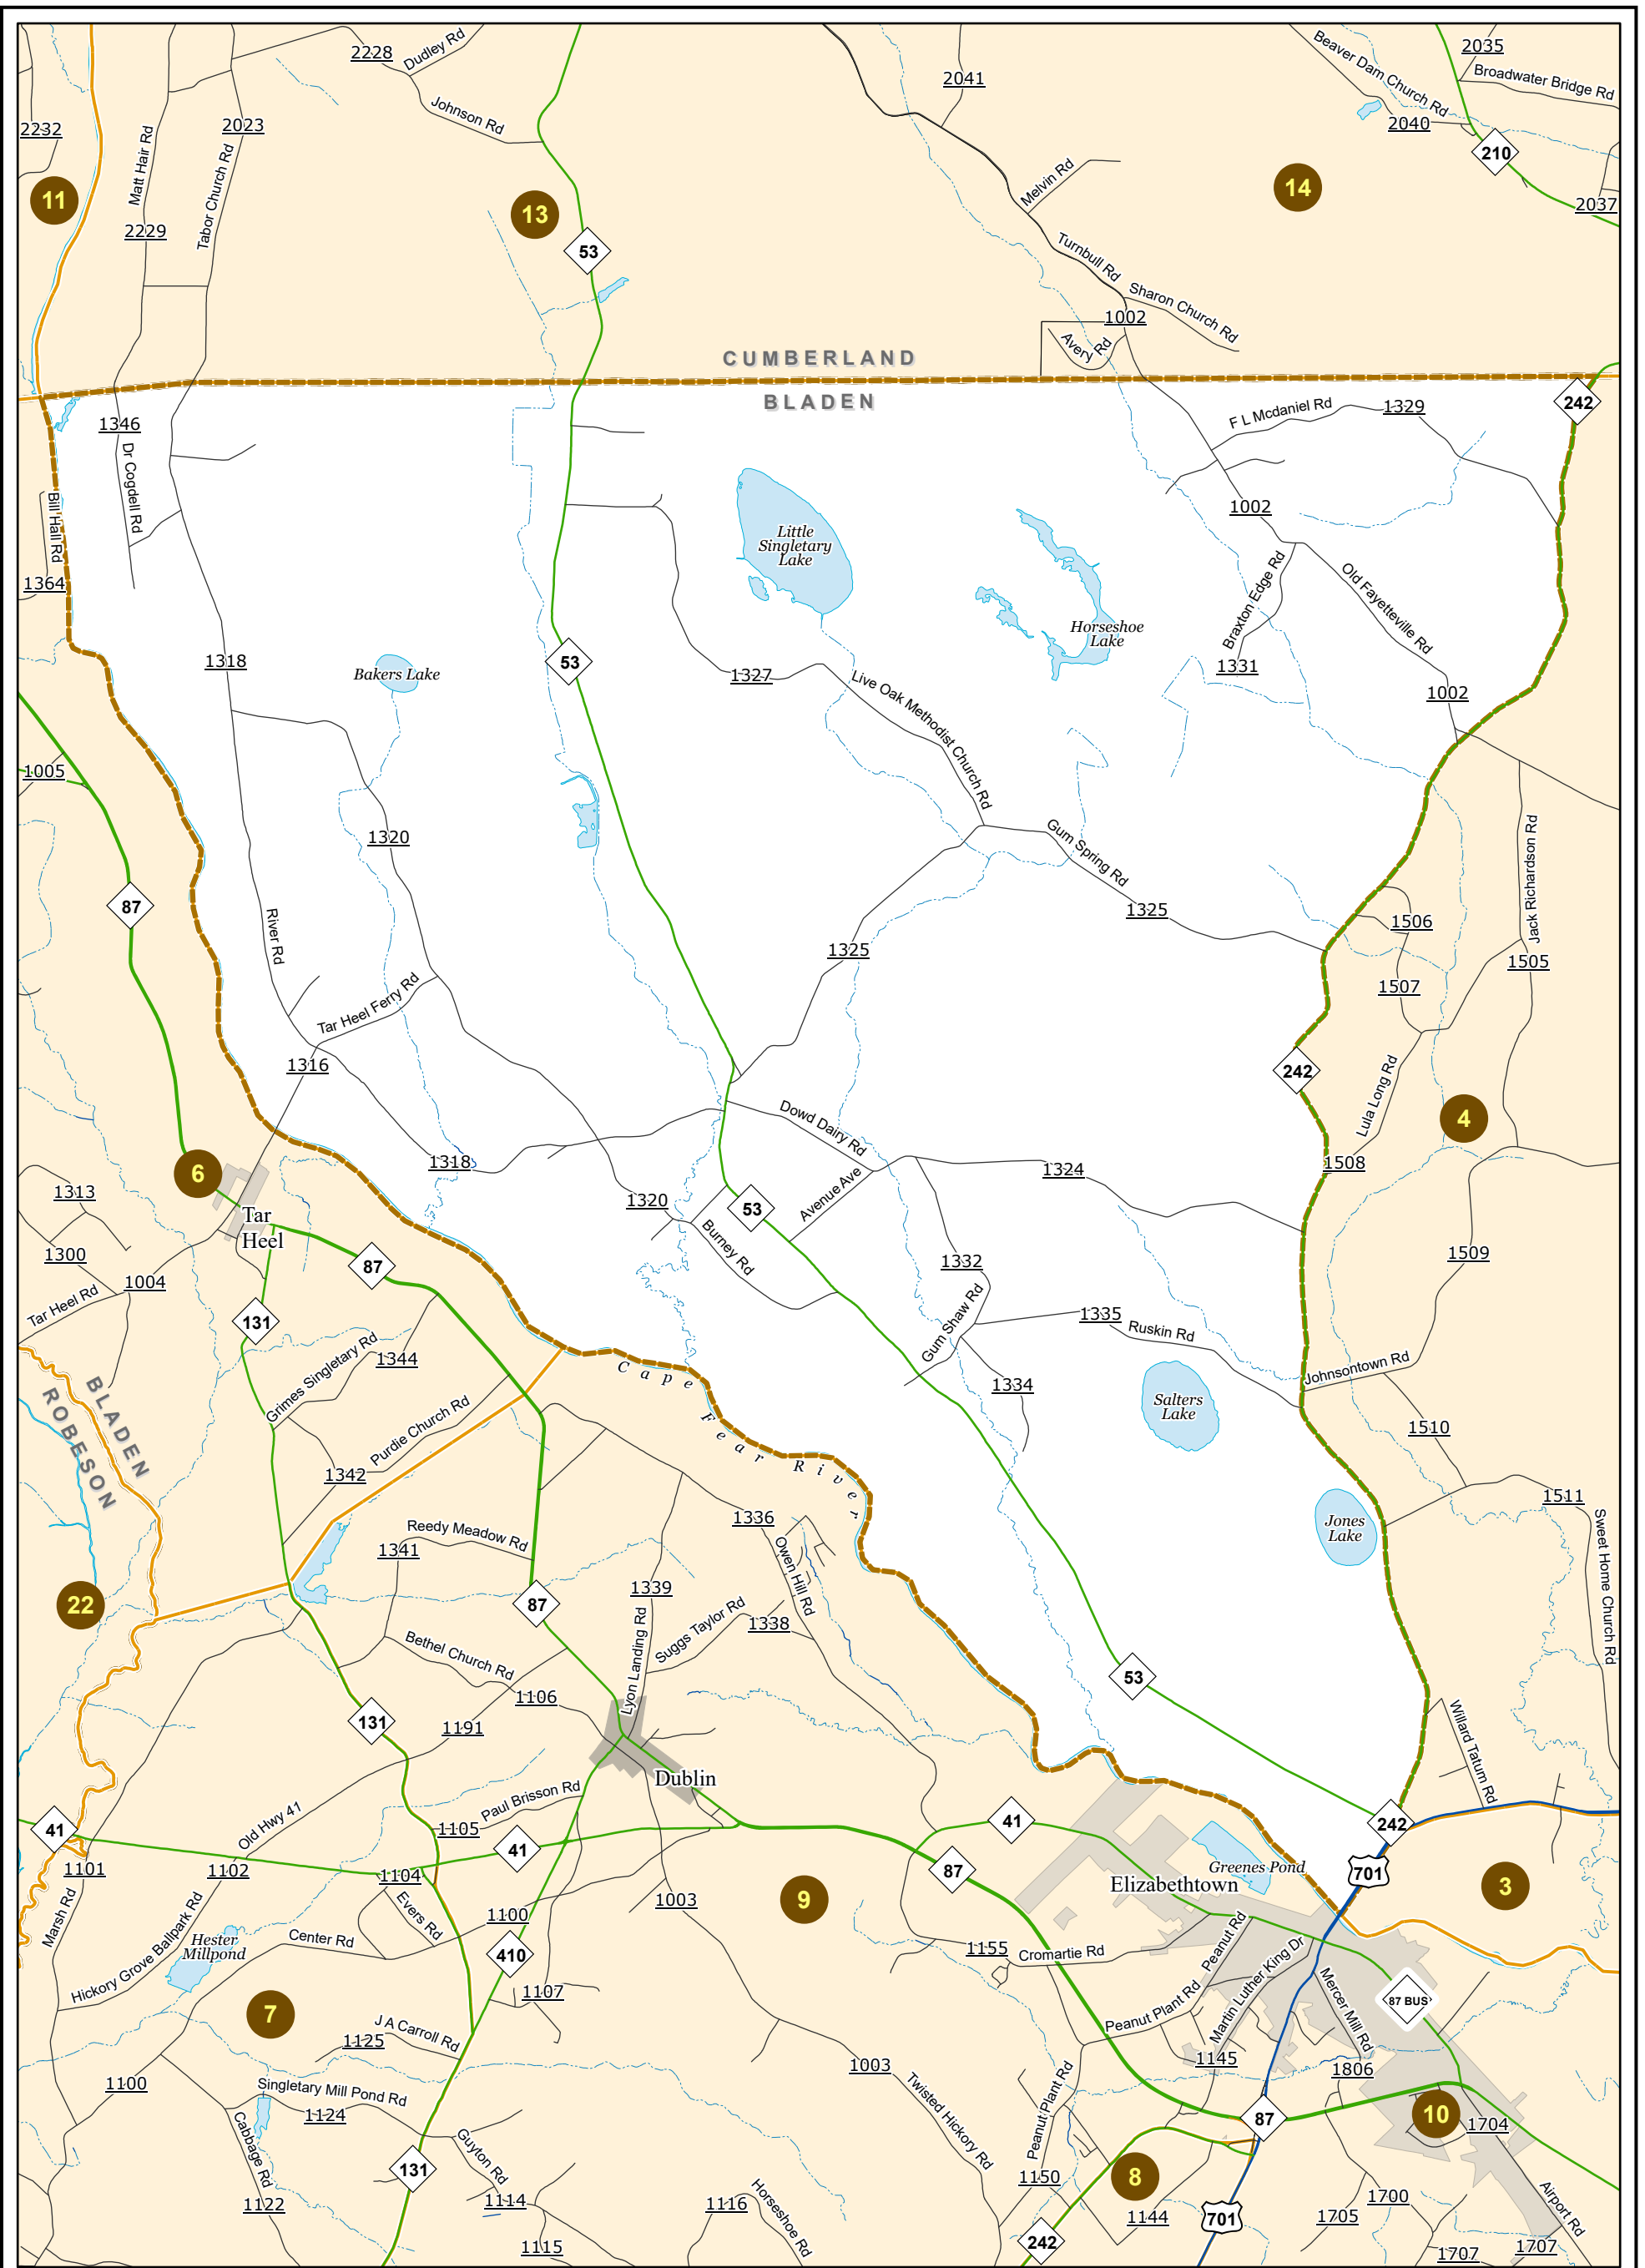 2228
Dudley Rd
2035
Beaver Dam Church Rd
Broadwater Bridge Rd
2041
2232
2023
Johnson Rd
2040
210
Matt Hair Rd
Tabor Church Rd
Melvin Rd
11
13
14
2037
2229
53
Turnbull Rd
Sharon Church Rd
1002
Avery Rd
CUMBERLAND
BLADEN
242
1346
F L Mcdaniel Rd
1329
Dr Cogdell Rd
Bill Hall Rd
1002
Little
Singletary
Lake
1364
Braxton Edge Rd
Old Fayetteville Rd
Horseshoe
Lake
1318
53
Bakers Lake
1327
1331
Live Oak Methodist Church Rd
1002
1005
1320
Gum Spring Rd
Jack Richardson Rd
87
1325
1506
River Rd
1325
1505
1507
Tar Heel Ferry Rd
1316
242
Lula Long Rd
4
Dowd Dairy Rd
1318
1324
1508
6
1313
1320
53
Avenue Ave
Tar
Heel
Burney Rd
1300
87
1332
1509
1004
Tar Heel Rd
131
Gum Shaw Rd
1335
Ruskin Rd
Grimes Singletary Rd
1344
Cape Fear River
Johnsontown Rd
1334
Salters
Lake
BLADEN
ROBESON
Purdie Church Rd
1342
1510
1511
Reedy Meadow Rd
1336
Jones
Lake
1341
Owen Hill Rd
Sweet Home Church Rd
22
87
1339
Suggs Taylor Rd
1338
Bethel Church Rd
Lyon Landing Rd
53
1106
131
1191
Willard Tatum Rd
Dublin
Paul Brisson Rd
41
Old Hwy 41
1105
41
41
242
1101
1102
1104
87
Greenes Pond
701
Elizabethtown
3
9
Marsh Rd
Hickory Grove Ballpark Rd
Evers Rd
1003
1100
Hester
Millpond
Center Rd
410
1155
Cromartie Rd
Peanut Rd
Martin Luther King Dr
Mercer Mill Rd
87 BUS
1107
7
Peanut Plant Rd
J A Carroll Rd
1125
1145
1003
1806
1100
Singletary Mill Pond Rd
1124
Twisted Hickory Rd
Peanut Plant Rd
87
10
1704
Cabbage Rd
Guyton Rd
131
8
1150
1122
1114
1116
Horseshoe Rd
1144
701
1705
1700
Airport Rd
242
1115
1707
1707